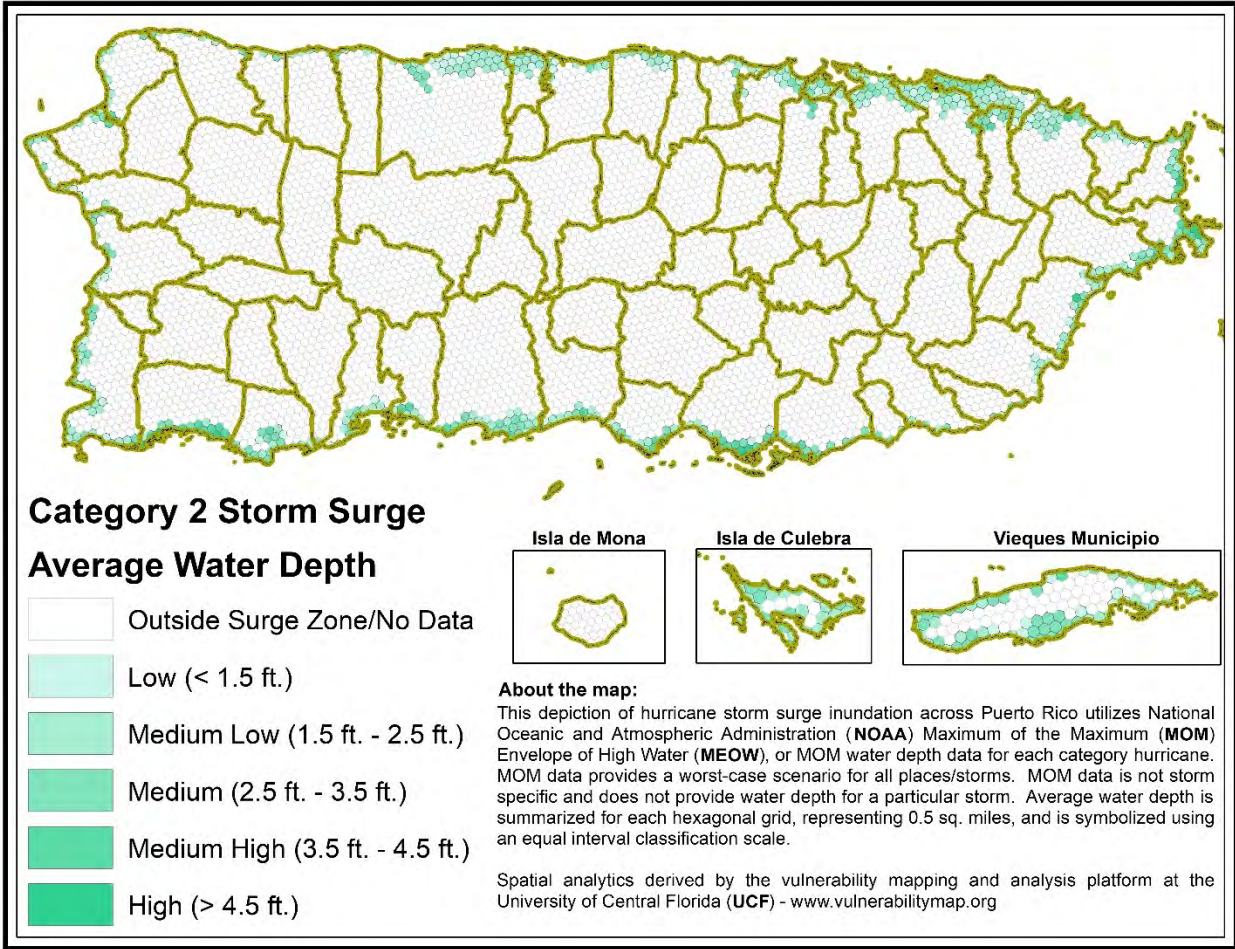 Category 2 Storm Surge
Average Water Depth
Outside Surge Zone/No Data
Low (< 1.5 ft.)
Medium Low (1.5 ft. - 2.5 ft.)
Medium (2.5 ft. - 3.5 ft.)
Medium High (3.5 ft. - 4.5 ft.)
High (> 4.5 ft.)
Isla de Mona
Isla de Culebra
Vieques Municipio
About the map:
This depiction of hurricane storm surge inundation across Puerto Rico utilizes National
Oceanic and Atmospheric Administration (NOAA) Maximum of the Maximum (MOM)
Envelope of High Water (MEOW), or MOM water depth data for each category hurricane.
MOM data provides a worst-case scenario for all places/storms. MOM data is not storm
specific and does not provide water depth for a particular storm. Average water depth is
summarized for each hexagonal grid, representing 0.5 sq. miles, and is symbolized using
an equal interval classification scale.
Spatial analytics derived by the vulnerability mapping and analysis platform at the
University of Central Florida (UCF) - www.vulnerabilitymap.org